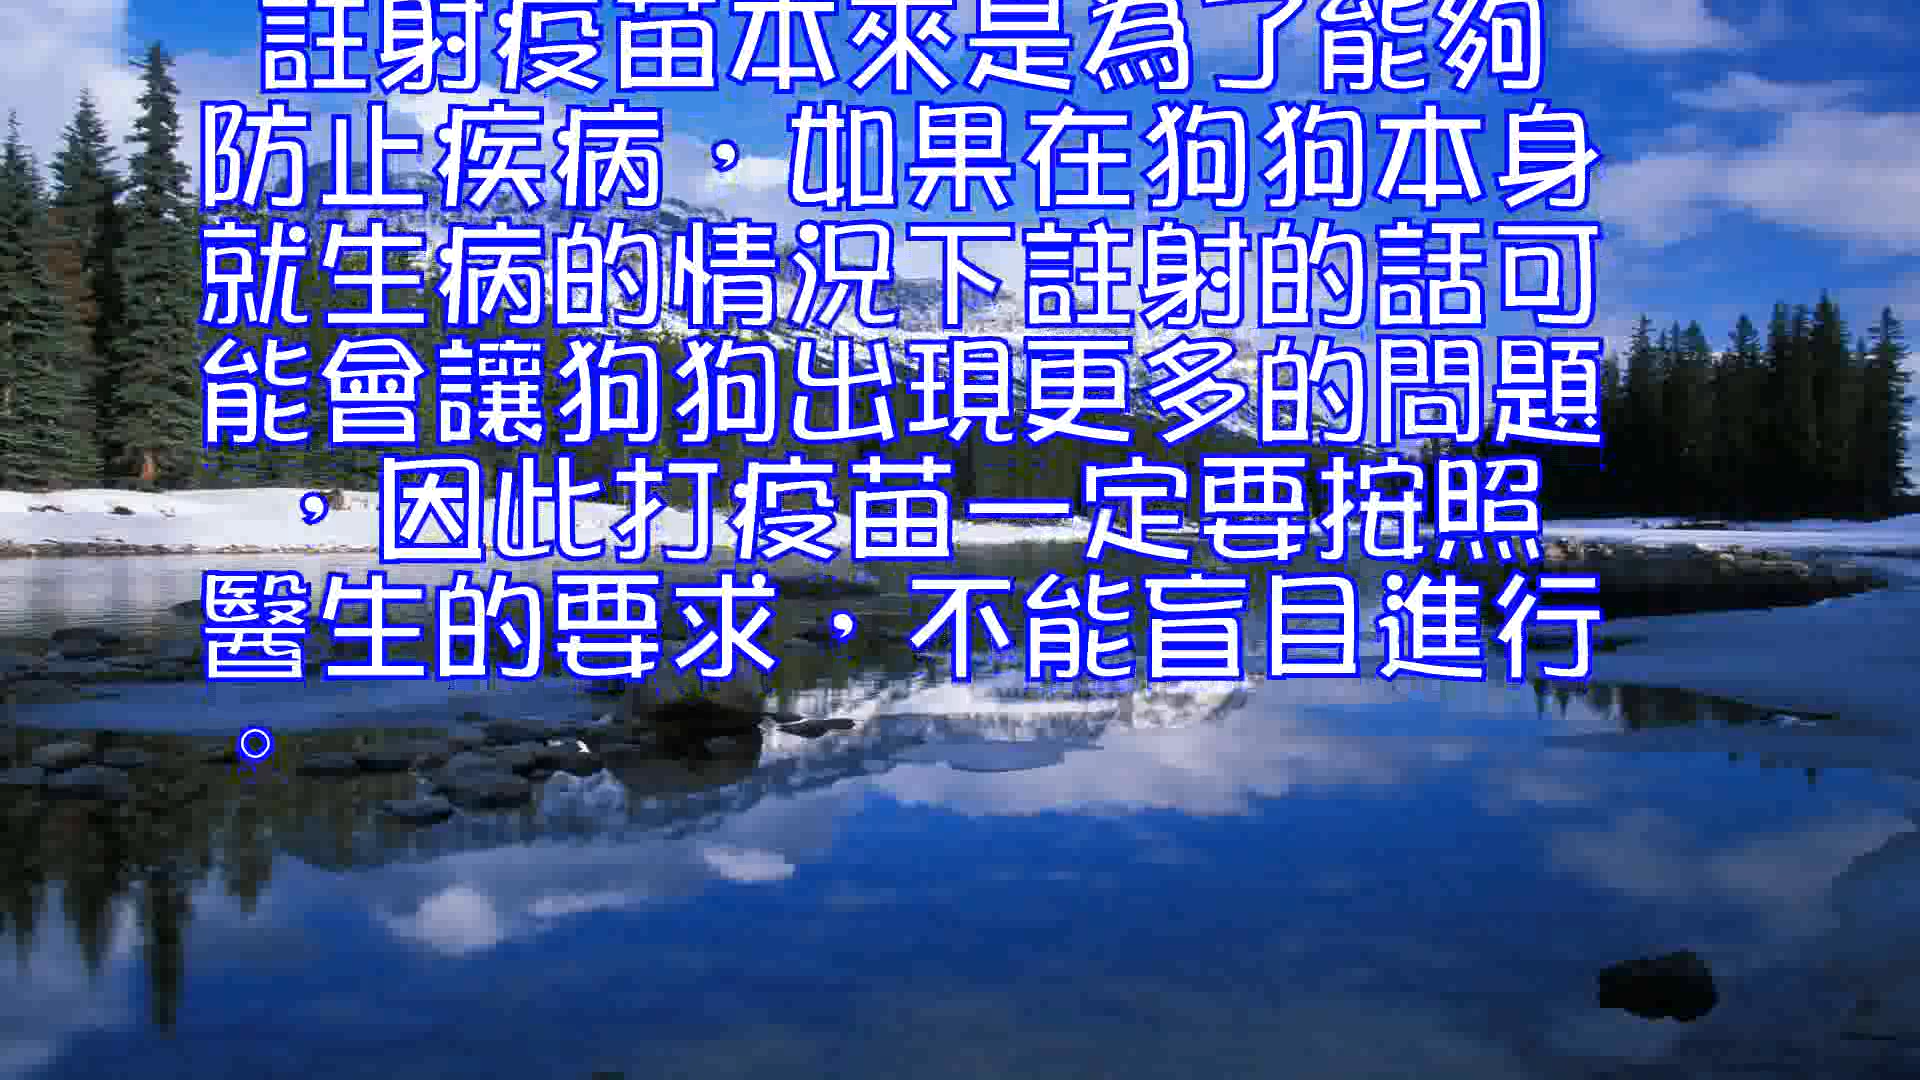 註射疫苗本來是為了能夠
防止疾病，如果在狗狗本身
就生病的情況下註射的話可
能會讓狗狗出現更多的問題
，因此打疫苗一定要按照
醫生的要求，不能盲目進行
。